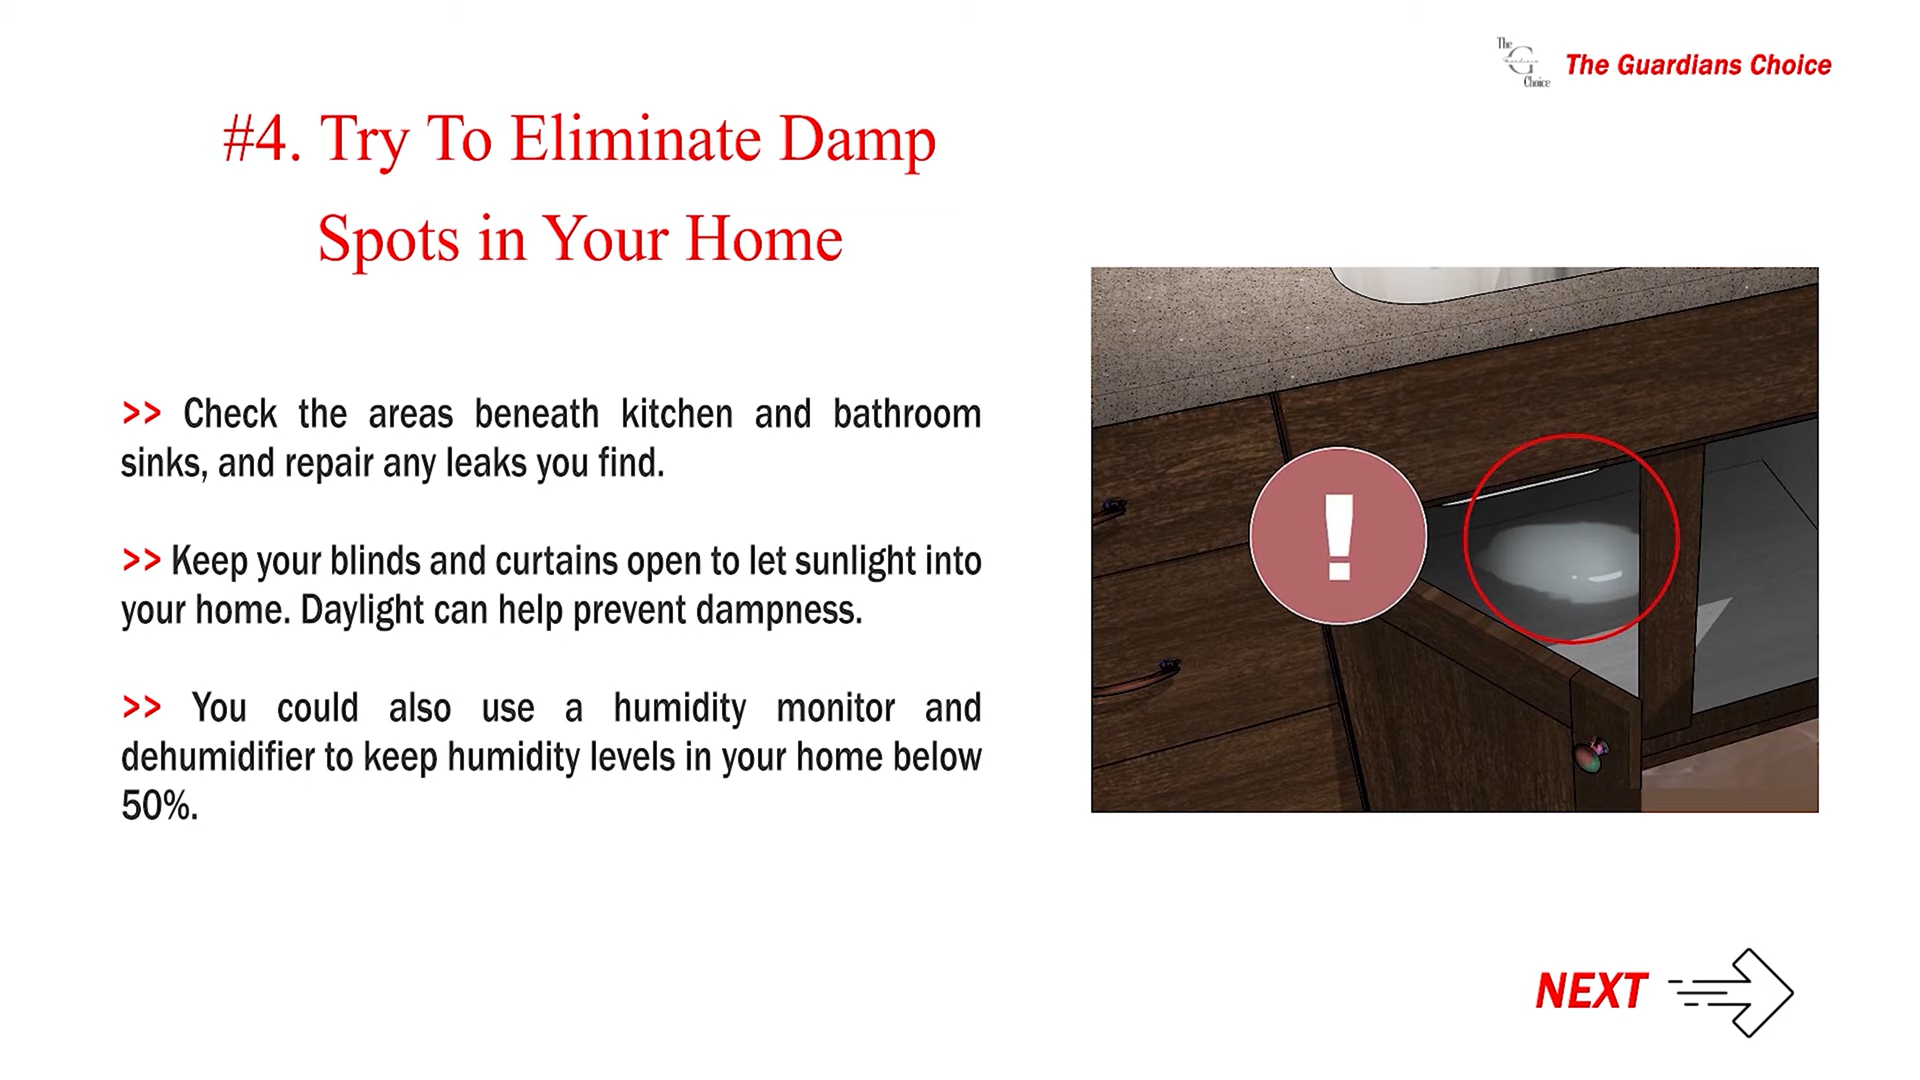 The
G
Choice
The Guardians Choice
#4. Try To Eliminate Damp
Spots in Your Home
>> Check the areas beneath kitchen and bathroom
sinks, and repair any leaks you find.
>> Keep your blinds and curtains open to let sunlight into
your home. Daylight can help prevent dampness.
>> You could also use a humidity monitor and
dehumidifier to keep humidity levels in your home below
50%.
!
NEXT